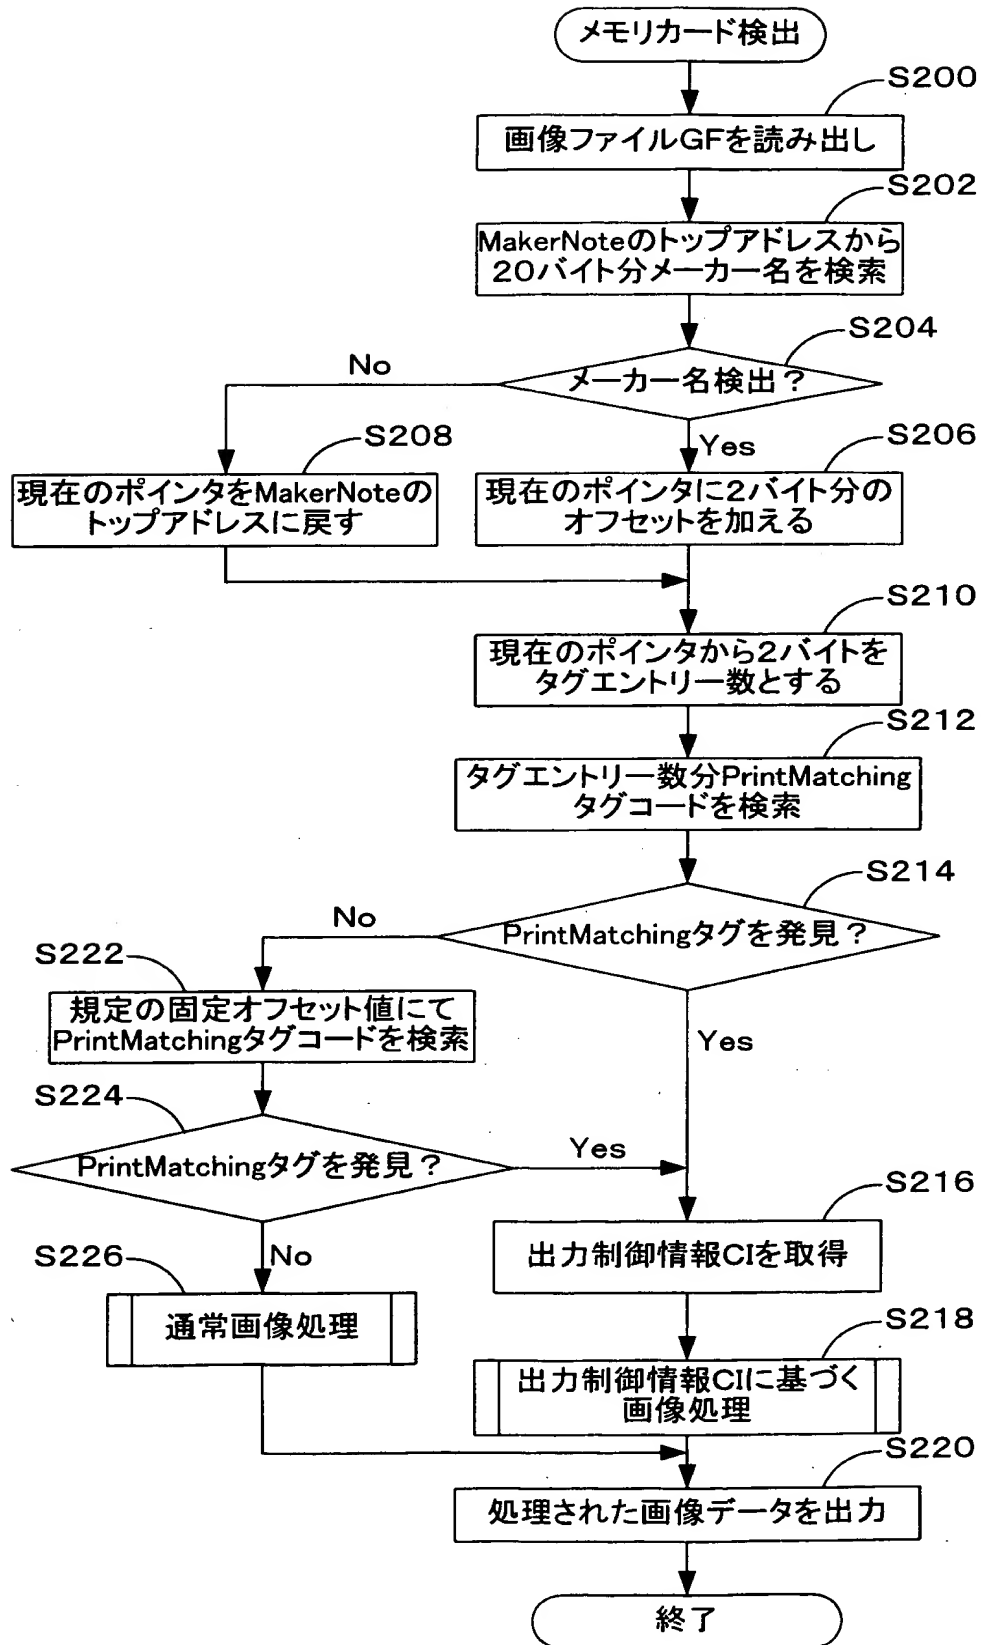 メモリカード検出
S200
画像ファイルGFを読み出し
S202
MakerNoteのトップアドレスから
20バイト分メーカー名を検索
S204
メーカー名検出？
No
Yes
S208
現在のポインタをMakerNoteの
トップアドレスに戻す
S206
現在のポインタに2バイト分の
オフセットを加える
S210
現在のポインタから2バイトを
タグエントリー数とする
S212
タグエントリー数分PrintMatching
タグコードを検索
S214
PrintMatchingタグを発見？
No
Yes
S222
規定の固定オフセット値にて
PrintMatchingタグコードを検索
S224
PrintMatchingタグを発見？
Yes
No
S216
出力制御情報CIを取得
S226
通常画像処理
S218
出力制御情報CIに基づく
画像処理
S220
処理された画像データを出力
終了